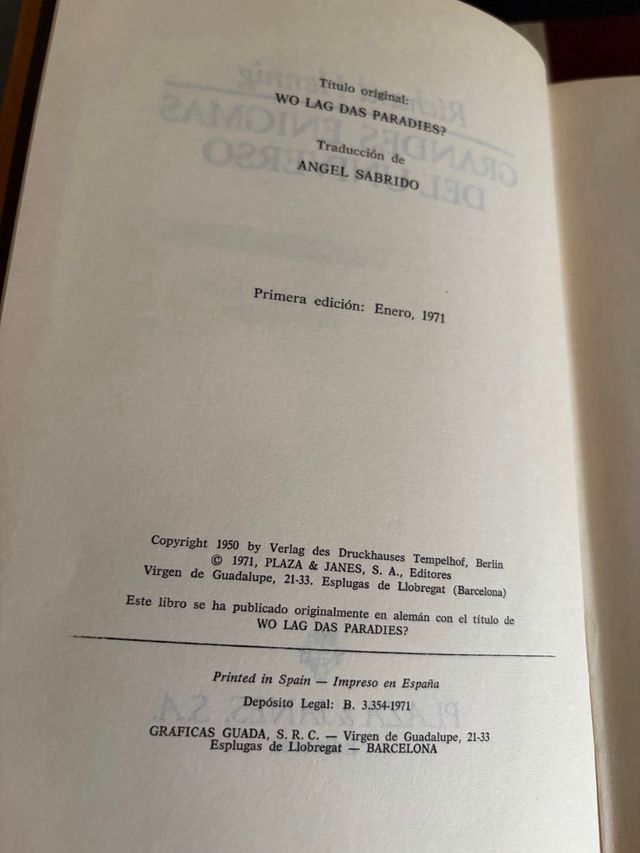 Título original:
WO LAG DAS PARADIES?
Traducción de
ANGEL SABRIDO
Primera edición: Enero, 1971
Copyright 1950 by Verlag des Druckhauses Tempelhof, Berlin
© 1971, PLAZA & JANES, S. A., Editores
Virgen de Guadalupe, 21-33. Esplugas de Llobregat (Barcelona)
Este libro se ha publicado originalmente en alemán con el título de
WO LAG DAS PARADIES?
Printed in Spain — Impreso en España
Depósito Legal: B. 3.354-1971
GRÁFICAS GUADA, S. R. C. — Virgen de Guadalupe, 21-33
Esplugas de Llobregat — BARCELONA